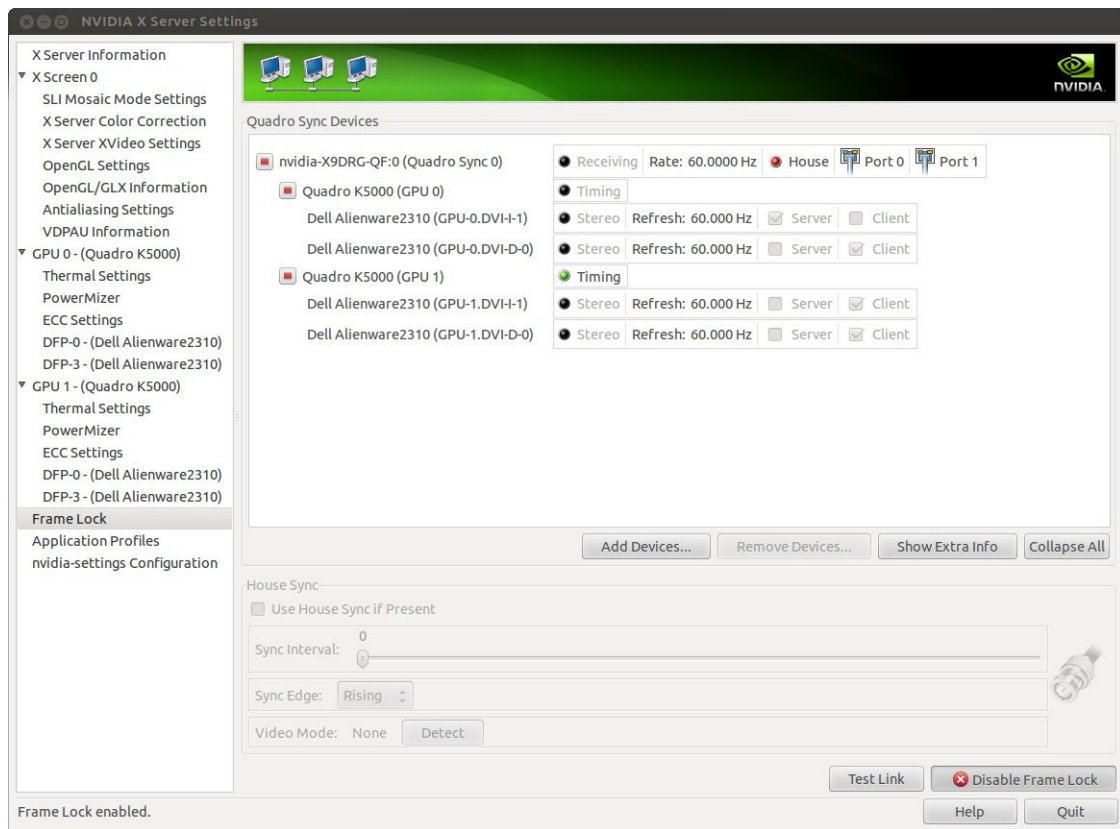 NVIDIA X Server Settings
X Server Information
X Screen 0
SLI Mosaic Mode Settings
X Server Color Correction
X Server XVideo Settings
OpenGL Settings
OpenGL/GLX Information
Antialiasing Settings
VDPAU Information
GPU 0 - (Quadro K5000)
Thermal Settings
PowerMizer
ECC Settings
DFP-0 - (Dell Alienware2310)
DFP-3 - (Dell Alienware2310)
GPU 1 - (Quadro K5000)
Thermal Settings
PowerMizer
ECC Settings
DFP-0 - (Dell Alienware2310)
DFP-3 - (Dell Alienware2310)
Frame Lock
Application Profiles
nvidia-settings Configuration
NVIDIA
Quadro Sync Devices
nvidia-X9DRG-QF:0 (Quadro Sync 0) Receiving Rate: 60.0000 Hz House Port 0 Port 1
Quadro K5000 (GPU 0) Timing
Dell Alienware2310 (GPU-0.DVI-I-1) Stereo Refresh: 60.000 Hz Server Client
Dell Alienware2310 (GPU-0.DVI-D-0) Stereo Refresh: 60.000 Hz Server Client
Quadro K5000 (GPU 1) Timing
Dell Alienware2310 (GPU-1.DVI-I-1) Stereo Refresh: 60.000 Hz Server Client
Dell Alienware2310 (GPU-1.DVI-D-0) Stereo Refresh: 60.000 Hz Server Client
Add Devices... Remove Devices... Show Extra Info Collapse All
House Sync
Use House Sync if Present
0
Sync Interval:
Sync Edge: Rising
Video Mode: None Detect
Test Link Disable Frame Lock
Frame Lock enabled. Help Quit